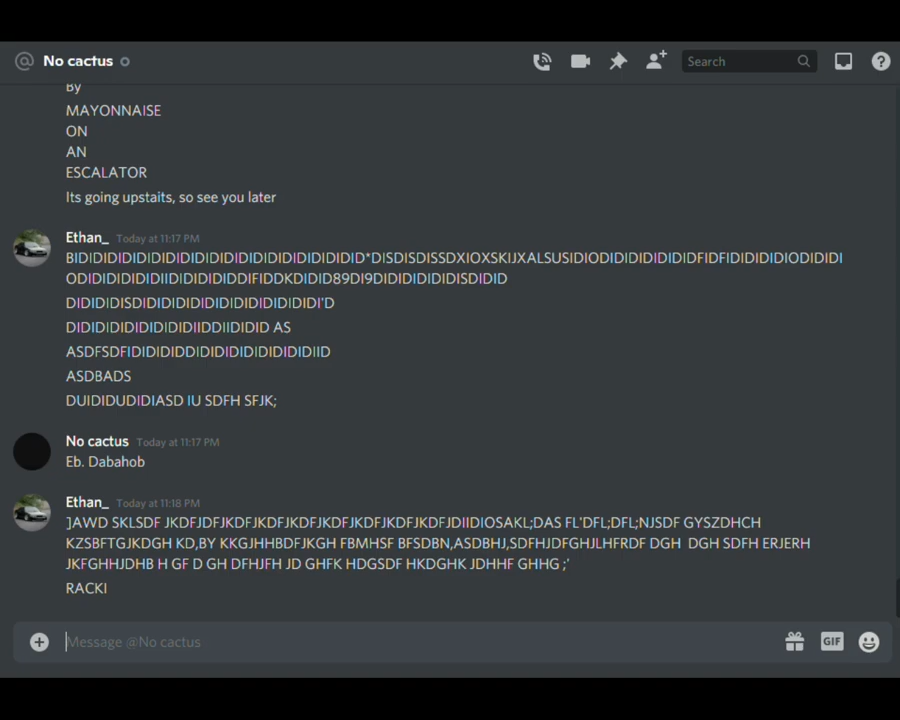 No cactus
Search
By
MAYONNAISE
ON
AN
ESCALATOR
Its going upstaits, so see you later
Ethan_ Today at 11:17 PM
BIDIDIDIDIDIDIDIDIDIDIDIDIDIDIDIDIDIDIDIDID*DISDISDISSDXIOXSKIJXALSUSIDIODIDIDIDIDIDIDFIDFIDIDIDIDIODIDIDI
ODIDIDIDIDIDIIDIDIDIDIDDIFIDDKDIDID89DI9DIDIDIDIDIDISDIDID
DIDIDIDISDIDIDIDIDIDIDIDIDIDIDIDIDI'D
DIDIDIDIDIDIDIDIDIIDDIIDIDID AS
ASDFSDFIDIDIDIDDIDIDIDIDIDIDIDIDIID
ASDBADS
DUIDIDUDIDIASD IU SDFH SFJK;
No cactus Today at 11:17 PM
Eb. Dabahob
Ethan_ Today at 11:18 PM
]AWD SKLSDF JKDFJDFJKDFJKDFJKDFJKDFJKDFJKDFJKDFJDIIDIOSAKL;DAS FL'DFL;DFL;NJSDF GYSZDHCH
KZSBFTGJKDGH KD,BY KKGJHHBDFJKGH FBMHSF BFSDBN,ASDBHJ,SDFHJDFGHJLHFRDF DGH  DGH SDFH ERJERH
JKFGHHJDHB H GF D GH DFHJFH JD GHFK HDGSDF HKDGHK JDHHF GHHG ;'
RACKI
Message @No cactus
GIF